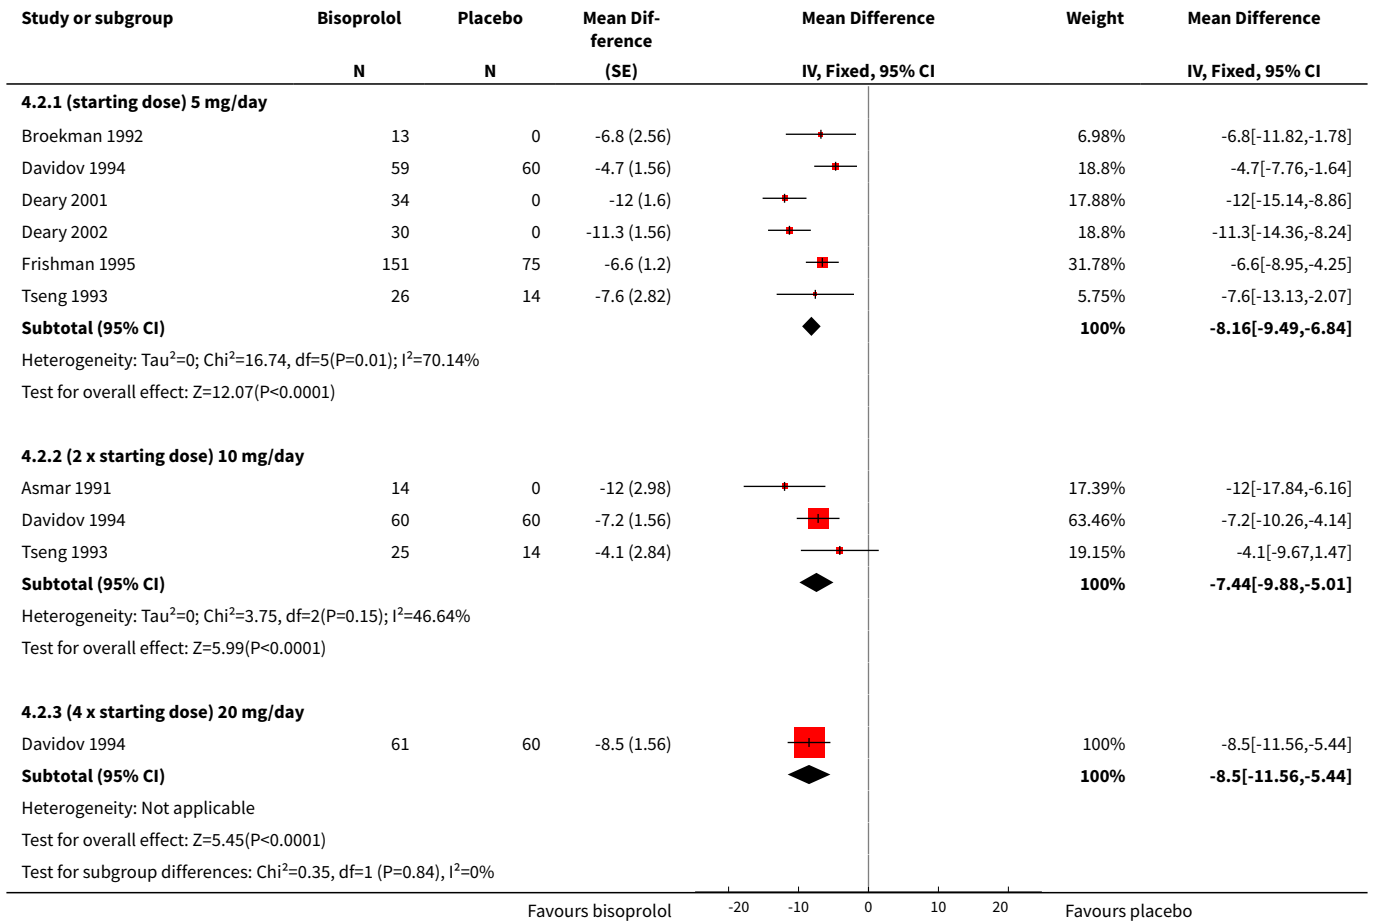 Study or subgroup Bisoprolol Placebo Mean Dif- Mean Difference Weight Mean Difference
ference
N N (SE) IV, Fixed, 95% CI IV, Fixed, 95% CI
4.2.1 (starting dose) 5 mg/day
Broekman 1992 13 0 -6.8 (2.56) 6.98% -6.8[-11.82,-1.78]
Davidov 1994 59 60 -4.7 (1.56) 18.8% -4.7[-7.76,-1.64]
Deary 2001 34 0 -12 (1.6) 17.88% -12[-15.14,-8.86]
Deary 2002 30 0 -11.3 (1.56) 18.8% -11.3[-14.36,-8.24]
Frishman 1995 151 75 -6.6 (1.2) 31.78% -6.6[-8.95,-4.25]
Tseng 1993 26 14 -7.6 (2.82) 5.75% -7.6[-13.13,-2.07]
Subtotal (95% CI) 100% -8.16[-9.49,-6.84]
Heterogeneity: Tau²=0; Chi²=16.74, df=5(P=0.01); I²=70.14%
Test for overall effect: Z=12.07(P<0.0001)
4.2.2 (2 x starting dose) 10 mg/day
Asmar 1991 14 0 -12 (2.98) 17.39% -12[-17.84,-6.16]
Davidov 1994 60 60 -7.2 (1.56) 63.46% -7.2[-10.26,-4.14]
Tseng 1993 25 14 -4.1 (2.84) 19.15% -4.1[-9.67,1.47]
Subtotal (95% CI) 100% -7.44[-9.88,-5.01]
Heterogeneity: Tau²=0; Chi²=3.75, df=2(P=0.15); I²=46.64%
Test for overall effect: Z=5.99(P<0.0001)
4.2.3 (4 x starting dose) 20 mg/day
Davidov 1994 61 60 -8.5 (1.56) 100% -8.5[-11.56,-5.44]
Subtotal (95% CI) 100% -8.5[-11.56,-5.44]
Heterogeneity: Not applicable
Test for overall effect: Z=5.45(P<0.0001)
Test for subgroup differences: Chi²=0.35, df=1 (P=0.84), I²=0%
Favours bisoprolol -20 -10 0 10 20 Favours placebo